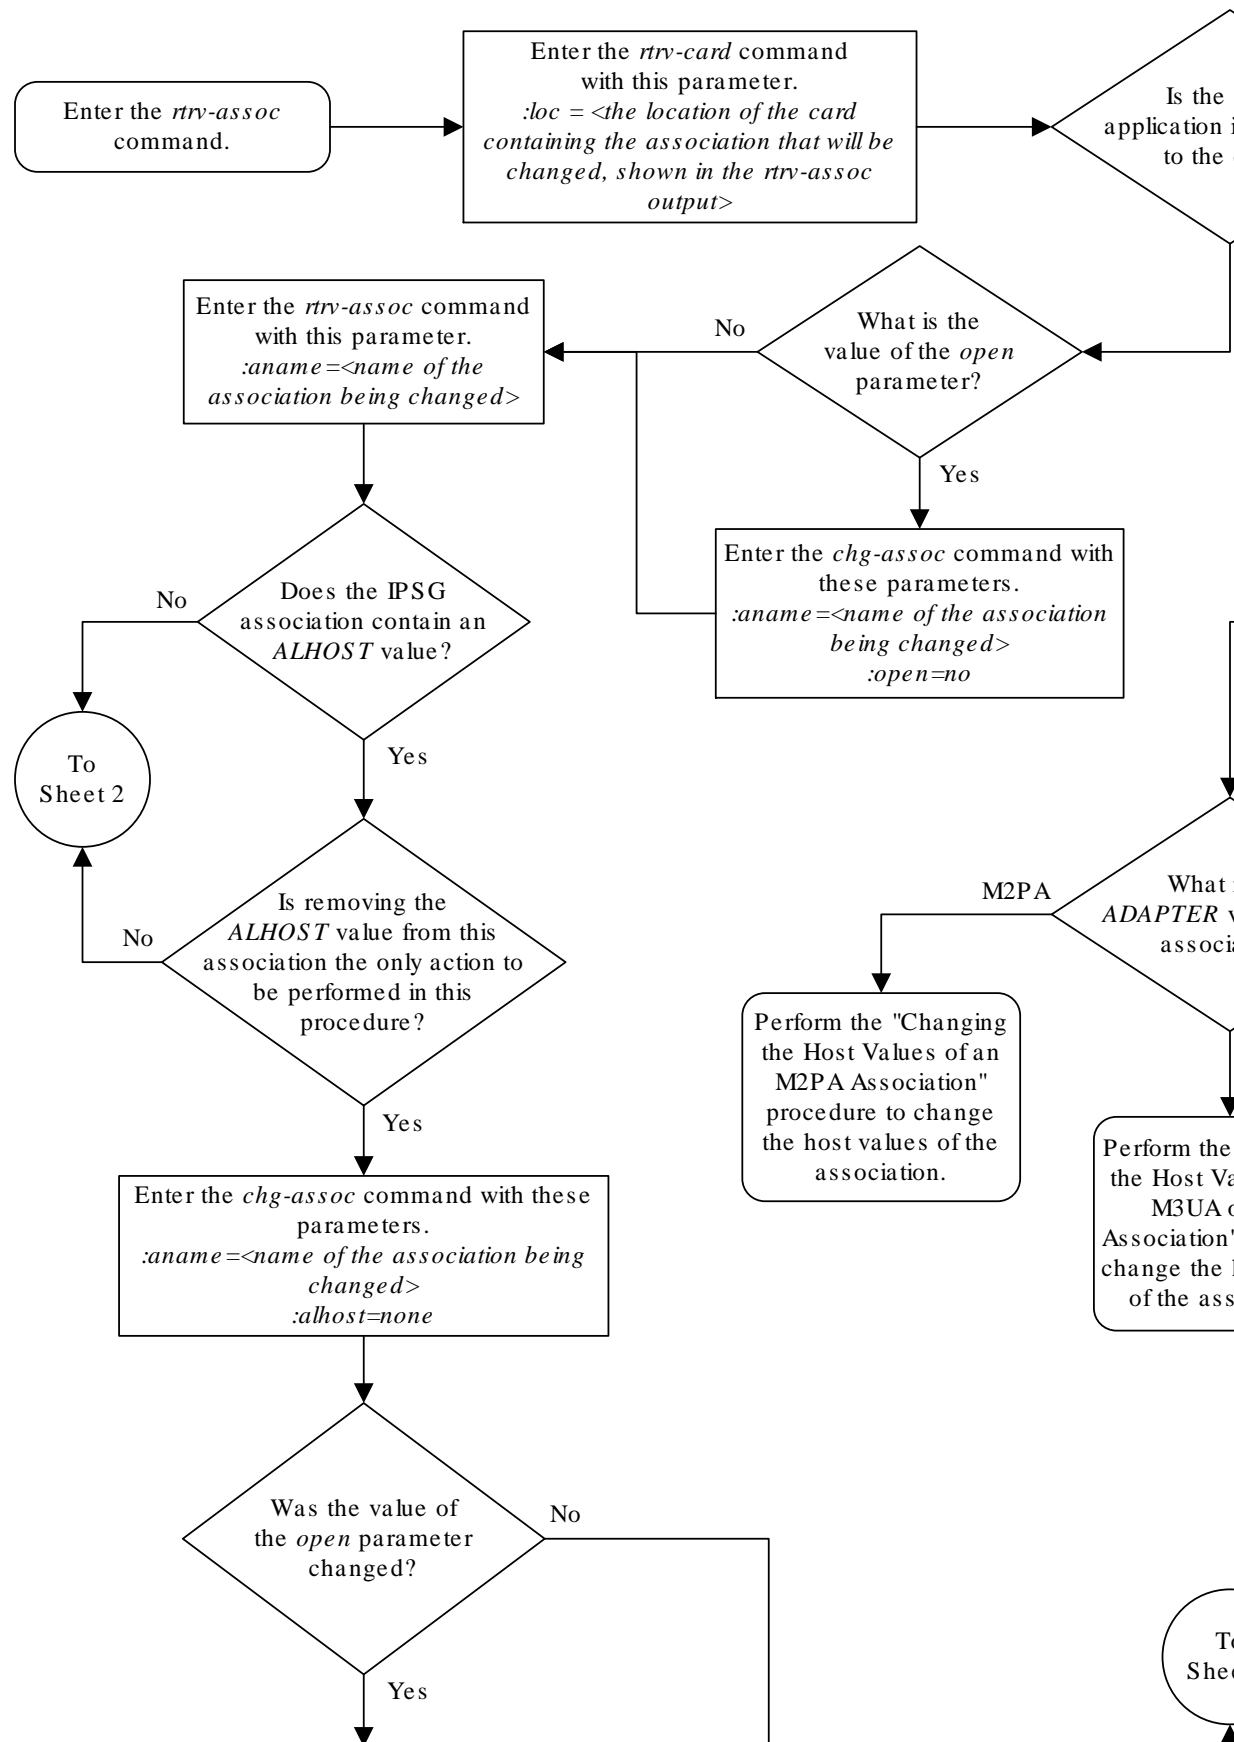 Enter the rtrv-assoc
command.
Enter the rtrv-card command
with this parameter.
:loc = <the location of the card
containing the association that will be
changed, shown in the rtrv-assoc
output>
Is the
application
to the
Enter the rtrv-assoc command
with this parameter.
:aname=<name of the
association being changed>
No
What is the
value of the open
parameter?
Yes
Enter the chg-assoc command with
these parameters.
:aname=<name of the association
being changed>
:open=no
No
Does the IPSG
association contain an
ALHOST value?
Yes
To
Sheet 2
No
Is removing the
ALHOST value from this
association the only action to
be performed in this
procedure?
Yes
M2PA
What
ADAPTER
Perform the "Changing
the Host Values of an
M2PA Association"
procedure to change
the host values of the
association.
Perform the
the Host
M3UA
Association"
change the
of the
Enter the chg-assoc command with these
parameters.
:aname=<name of the association being
changed>
:alhost=none
Was the value of
the open parameter
changed?
No
Yes